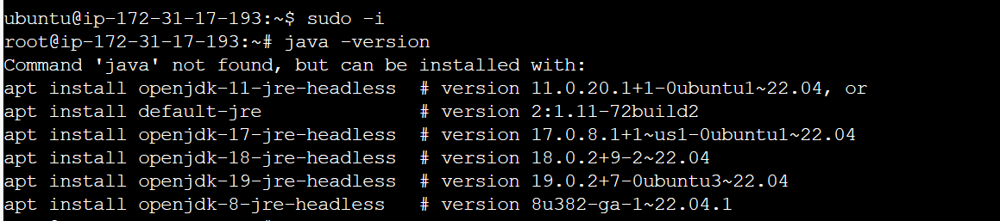 ubuntu@ip-172-31-17-193:~$ sudo -i
root@ip-172-31-17-193:~# java -version
Command 'java' not found, but can be installed with:
apt install openjdk-11-jre-headless  # version 11.0.20.1+1-0ubuntu1~22.04, or
apt install default-jre              # version 2:1.11-72build2
apt install openjdk-17-jre-headless  # version 17.0.8.1+1~us1-0ubuntu1~22.04
apt install openjdk-18-jre-headless  # version 18.0.2+9-2~22.04
apt install openjdk-19-jre-headless  # version 19.0.2+7-0ubuntu3~22.04
apt install openjdk-8-jre-headless   # version 8u382-ga-1~22.04.1